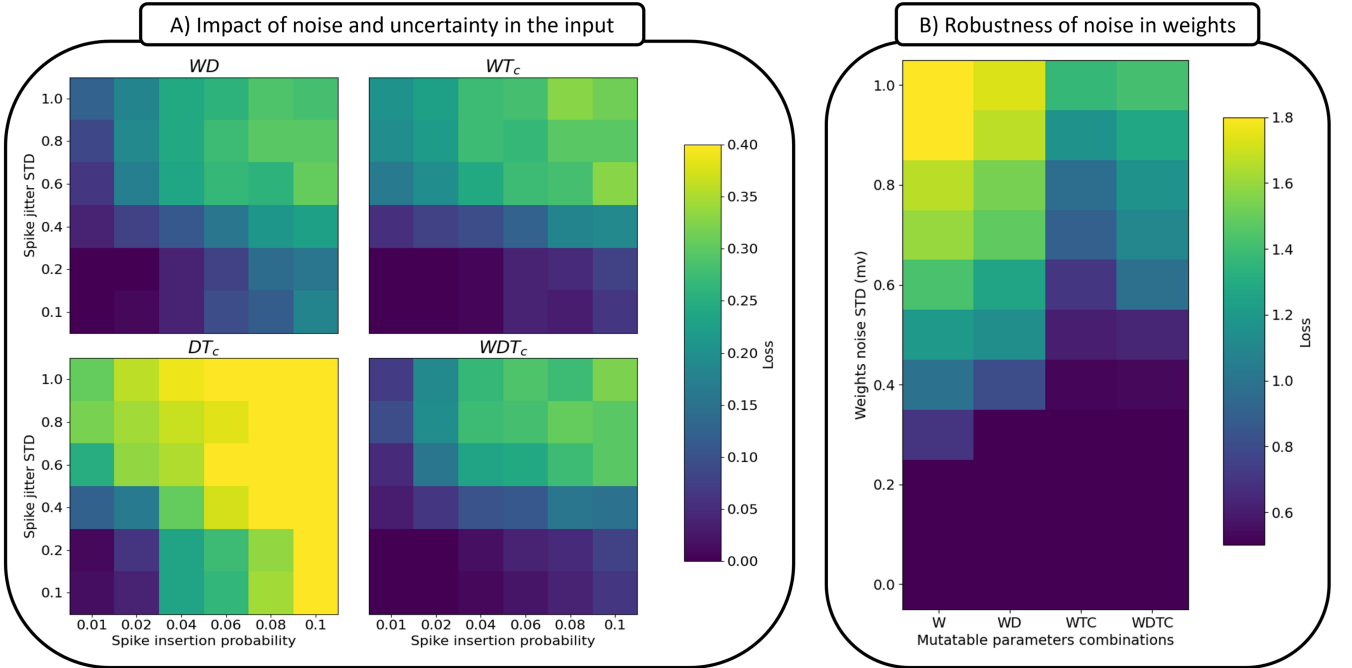 A) Impact of noise and uncertainty in the input
WD
WTc
Spike jitter STD
1.0
0.8
0.6
0.4
0.2
0.1
DTc
WDTc
Spike jitter STD
1.0
0.8
0.6
0.4
0.2
0.1
0.01 0.02 0.04 0.06 0.08 0.1
Spike insertion probability
0.01 0.02 0.04 0.06 0.08 0.1
Spike insertion probability
0.40
0.35
0.30
0.25
0.20
0.15
0.10
0.05
0.00
Loss
B) Robustness of noise in weights
Weights noise STD (mv)
1.0
0.8
0.6
0.4
0.2
0.0
W WD WTC WDTC
Mutatable parameters combinations
1.8
1.6
1.4
1.2
1.0
0.8
0.6
Loss